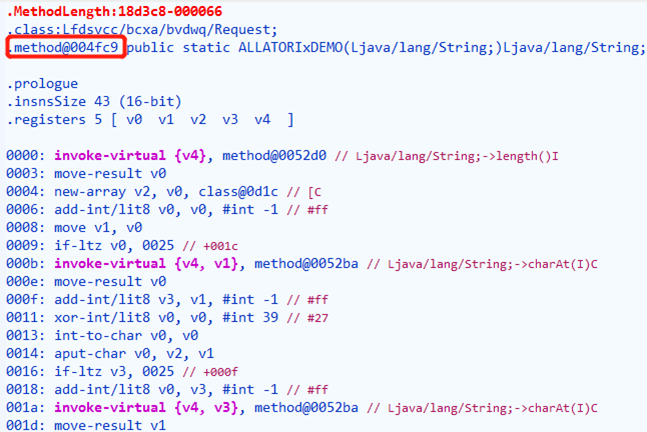 .MethodLength:18d3c8-000066
.class:Lfdsvcc/bcxa/bvdwq/Request;
.method@004fc9 public static ALLATORIxDEMO(Ljava/lang/String;)Ljava/lang/String;
.prologue
.insnsSize 43 (16-bit)
.registers 5 [ v0 v1 v2 v3 v4 ]
0000: invoke-virtual {v4}, method@0052d0 // Ljava/lang/String;->length()I
0003: move-result v0
0004: new-array v2, v0, class@0d1c // [C
0006: add-int/lit8 v0, v0, #int -1 // #ff
0008: move v1, v0
0009: if-ltz v0, 0025 // +001c
000b: invoke-virtual {v4, v1}, method@0052ba // Ljava/lang/String;->charAt(I)C
000e: move-result v0
000f: add-int/lit8 v3, v1, #int -1 // #ff
0011: xor-int/lit8 v0, v0, #int 39 // #27
0013: int-to-char v0, v0
0014: aput-char v0, v2, v1
0016: if-ltz v3, 0025 // +000f
0018: add-int/lit8 v0, v3, #int -1 // #ff
001a: invoke-virtual {v4, v3}, method@0052ba // Ljava/lang/String;->charAt(I)C
001d: move-result v1